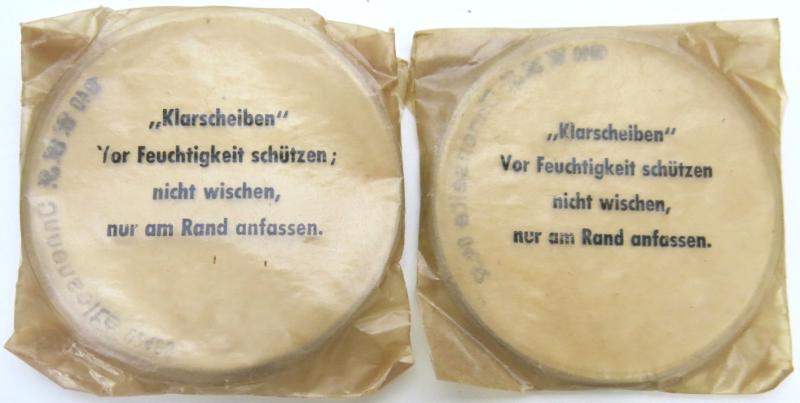 „Klarscheiben"
Vor Feuchtigkeit schützen;
nicht wischen,
nur am Rand anfassen.
„Klarscheiben"
Vor Feuchtigkeit schützen
nicht wischen,
nur am Rand anfassen.